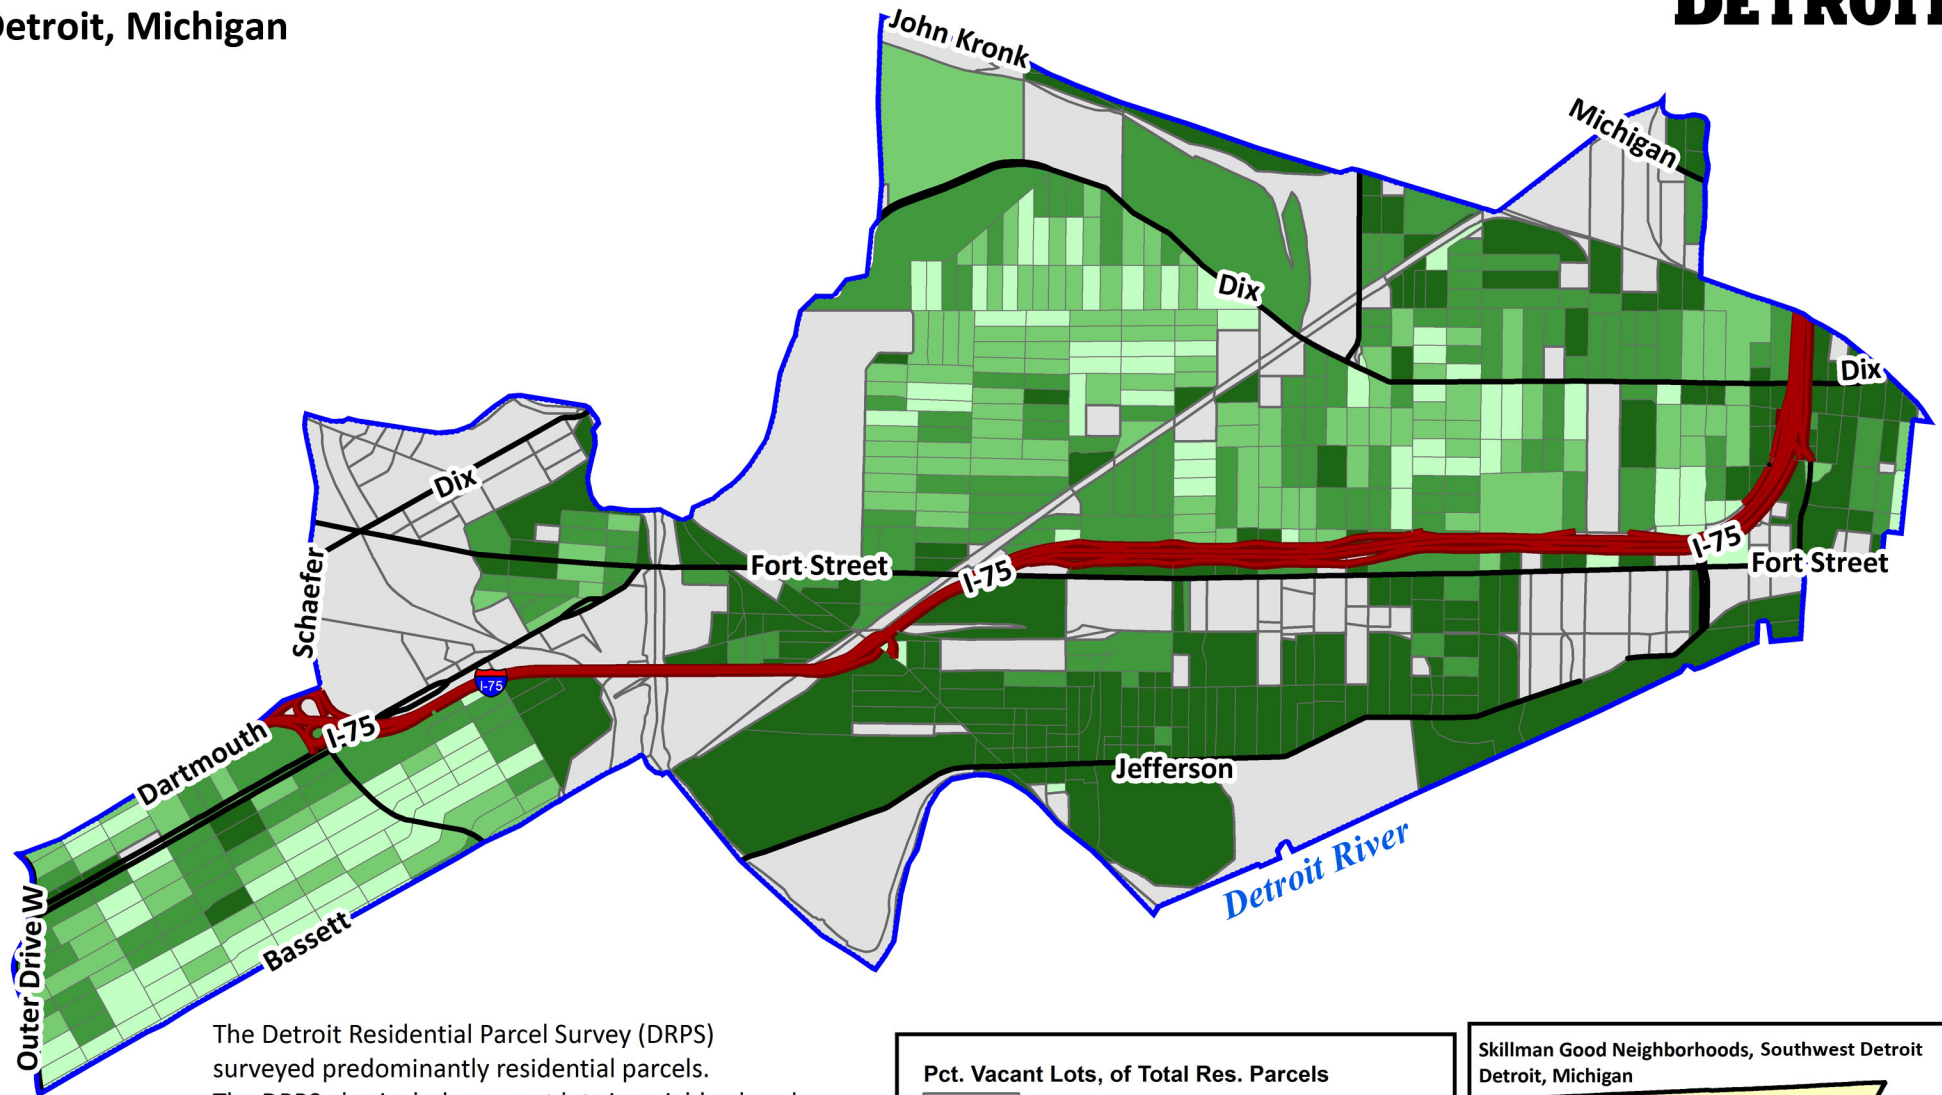 Detroit, Michigan
DETROIT
John Kronk
Michigan
Dix
Dix
Dix
Schaefer
Fort Street
I-75
I-75
Fort Street
I-75
I-75
Dartmouth
Jefferson
Detroit River
Outer Drive W
Bassett
The Detroit Residential Parcel Survey (DRPS)
surveyed predominantly residential parcels.
Pct. Vacant Lots, of Total Res. Parcels
Skillman Good Neighborhoods, Southwest Detroit
Detroit, Michigan